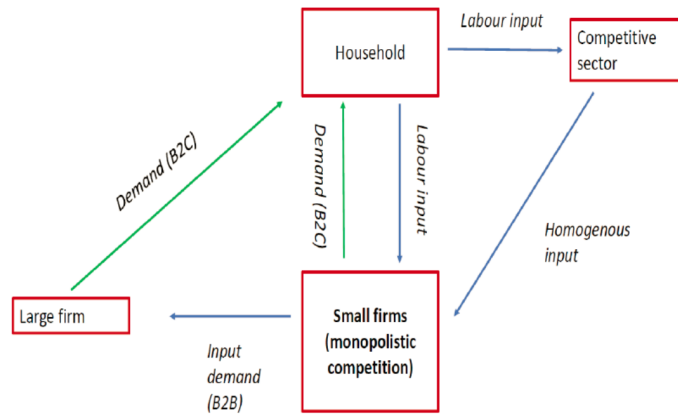 Labour input
Household
Competitive
sector
Demand (B2C)
Demand (B2C)
Labour input
Homogenous
input
Large firm
Small firms
(monopolistic
competition)
Input
demand
(B2B)